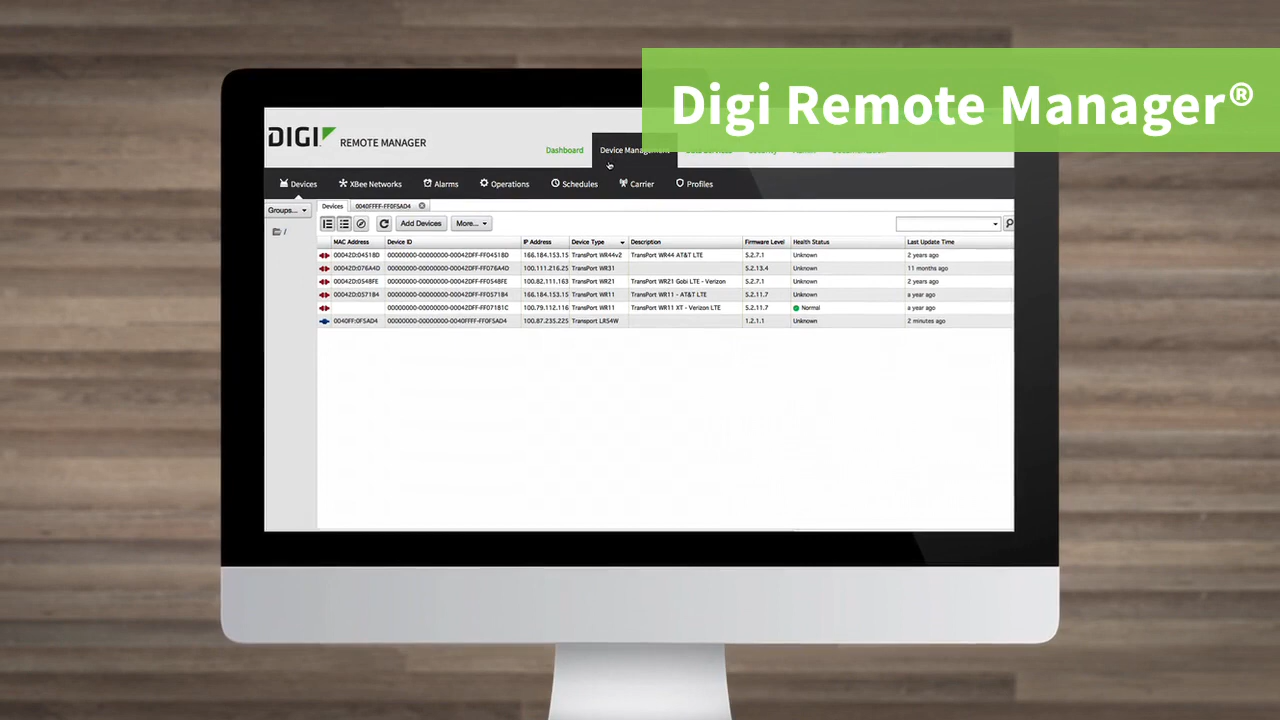 Digi Remote Manager®
DIGI REMOTE MANAGER
Dashboard Device Management
Devices XBee Networks Alarms Operations Schedules Carrier Profiles
Groups... Devices 0040FFFF-FF0F5AD4
/ Add Devices More...
MAC Address Device ID IP Address Device Type Description Firmware Level Health Status Last Update Time
00042D:04518D 00000000-00000000-00042DFF-FF04518D 166.184.153.15 TransPort WR44v2 TransPort WR44 AT&T LTE 5.2.7.1 Unknown 2 years ago
00042D:076A4D 00000000-00000000-00042DFF-FF076A4D 100.111.216.25 TransPort WR31 5.2.13.4 Unknown 11 months ago
00042D:0548FE 00000000-00000000-00042DFF-FF0548FE 100.82.111.163 TransPort WR21 TransPort WR21 Gobi LTE - Verizon 5.2.7.1 Unknown 2 years ago
00042D:0571B4 00000000-00000000-00042DFF-FF0571B4 166.184.153.15 TransPort WR11 TransPort WR11 - AT&T LTE 5.2.11.7 Unknown a year ago
00000000-00000000-00042DFF-FF07181C 100.79.112.116 TransPort WR11 TransPort WR11 XT - Verizon LTE 5.2.11.7 Normal a year ago
0040FF:0F5AD4 00000000-00000000-0040FFFF-FF0F5AD4 100.87.235.225 Transport LR54W 1.2.1.1 Unknown 2 minutes ago